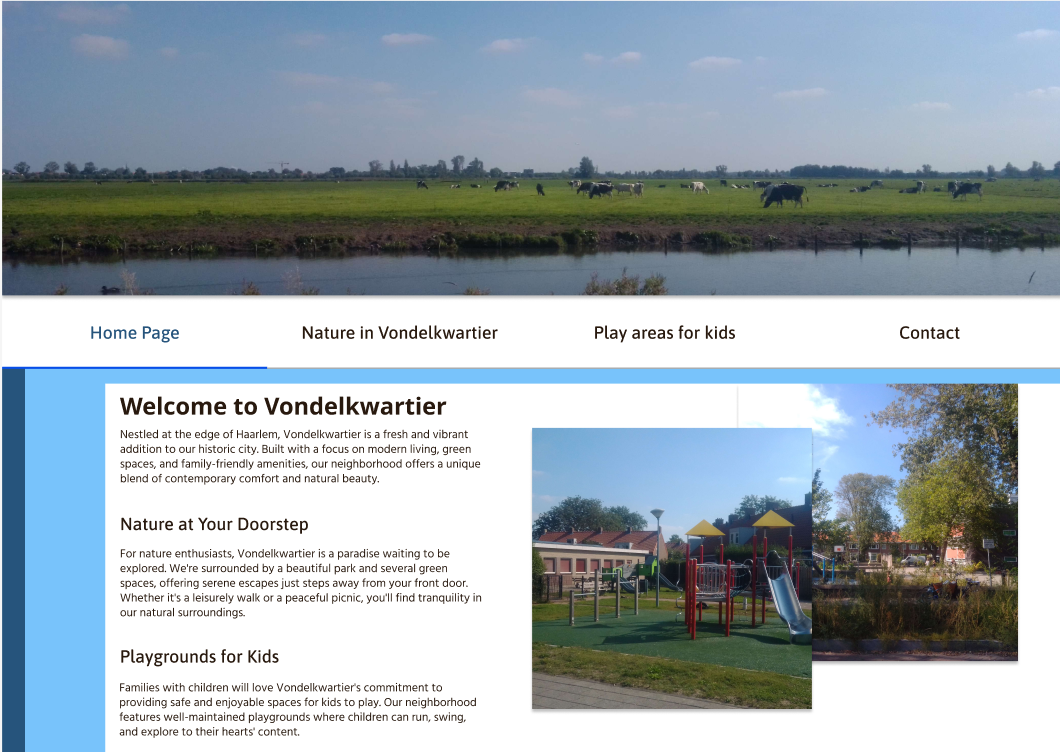 Home Page
Nature in Vondelkwartier
Play areas for kids
Contact
Welcome to Vondelkwartier
Nestled at the edge of Haarlem, Vondelkwartier is a fresh and vibrant
addition to our historic city. Built with a focus on modern living, green
spaces, and family-friendly amenities, our neighborhood offers a unique
blend of contemporary comfort and natural beauty.
Nature at Your Doorstep
For nature enthusiasts, Vondelkwartier is a paradise waiting to be
explored. We're surrounded by a beautiful park and several green
spaces, offering serene escapes just steps away from your front door.
Whether it's a leisurely walk or a peaceful picnic, you'll find tranquility in
our natural surroundings.
Playgrounds for Kids
Families with children will love Vondelkwartier's commitment to
providing safe and enjoyable spaces for kids to play. Our neighborhood
features well-maintained playgrounds where children can run, swing,
and explore to their hearts' content.